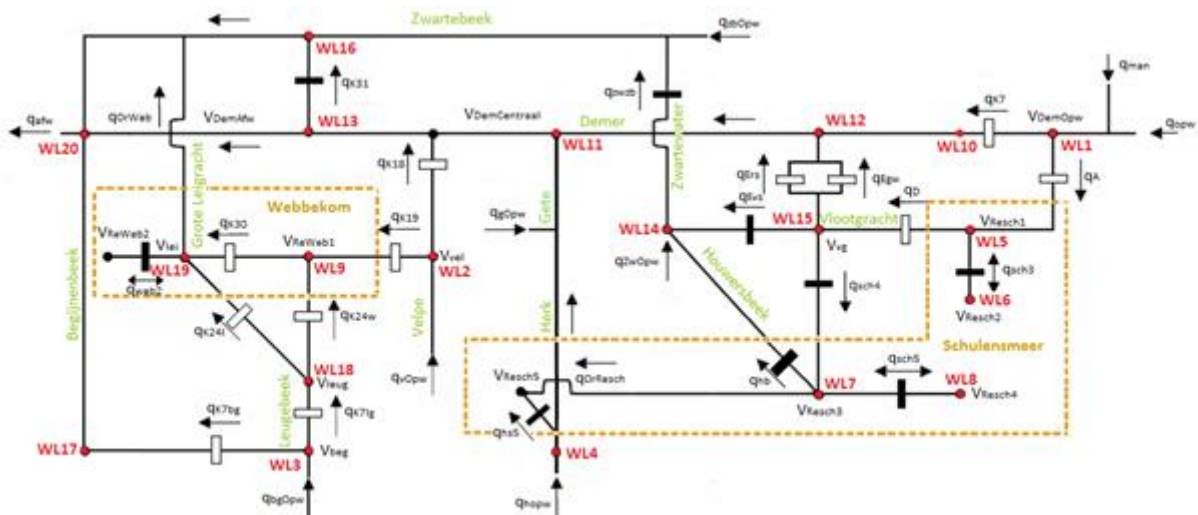 Zwartebeek
qzbOpw
WL16
qK31
qzwzb
qman
qafw
qOrWeb
VDemAfw
WL13
VDemCentraal
Demer
WL12
qK7
VDemOpw
qopw
WL20
WL11
WL10
WL1
qK18
Zwartewater
qErs
qEgw
qA
Grote Leigracht
Webbekom
qK19
qgOpw
Gete
qEvs
qD
WL15
Vlootgracht
VResch1
VReWeb2
Vlei
qK30
VReWeb1
WL14
Vvg
WL5
WL19
WL9
Vvel
WL2
qweb2
qZwOpw
qsch3
Begijnenbeek
Houwersbeek
qsch4
WL6
VResch2
qK24l
qK24w
Velpe
Herk
Schulensmeer
WL18
Vleug
qvOpw
VResch5
qOrResch
qhb
WL7
qsch5
WL8
VResch4
VResch3
Leugebeek
qK7bg
qK7lg
qhs5
WL17
WL3
Vbeg
WL4
qbgOpw
qhopw